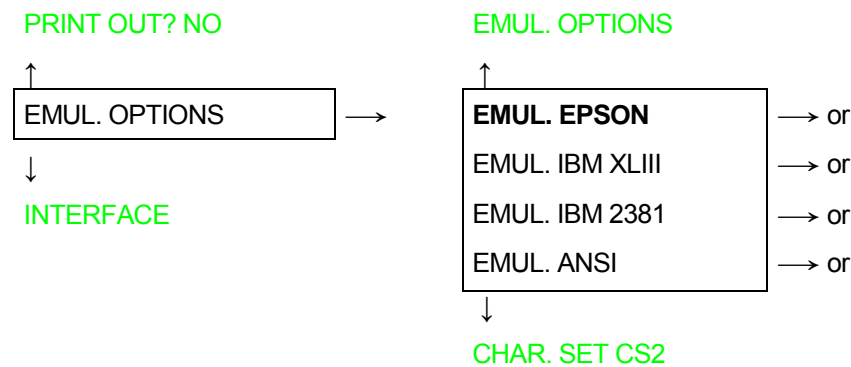 PRINT OUT? NO
EMUL. OPTIONS
↑
↑
EMUL. OPTIONS → EMUL. EPSON → or
↓
EMUL. IBM XLIII → or
INTERFACE
EMUL. IBM 2381 → or
EMUL. ANSI → or
↓
CHAR. SET CS2